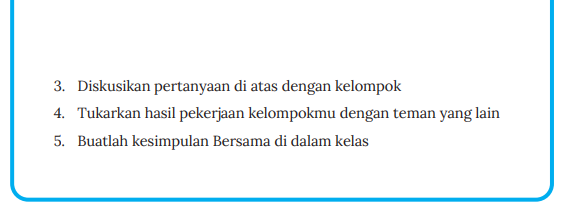 3. Diskusikan pertanyaan di atas dengan kelompok
4. Tukarkan hasil pekerjaan kelompokmu dengan teman yang lain
5. Buatlah kesimpulan Bersama di dalam kelas